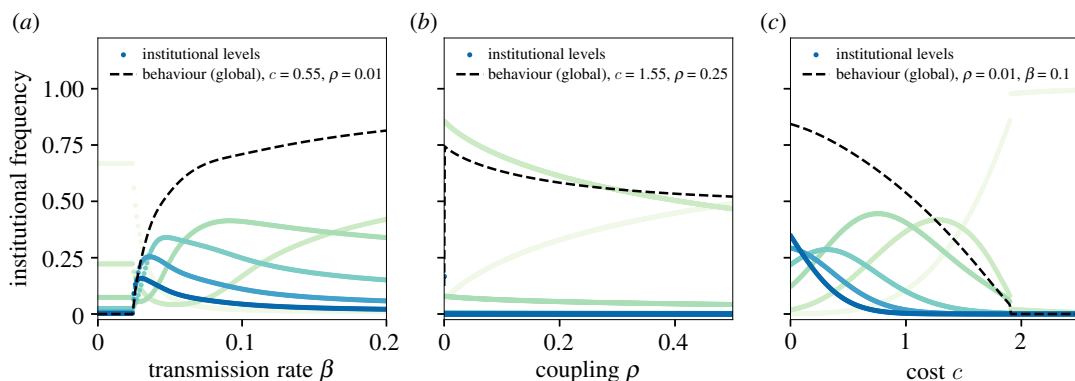 (a)
(b)
(c)
institutional levels
behaviour (global), c = 0.55, ρ = 0.01
institutional levels
behaviour (global), c = 1.55, ρ = 0.25
institutional levels
behaviour (global), ρ = 0.01, β = 0.1
institutional frequency
1.00
0.75
0.50
0.25
0
0
0.1
0.2
transmission rate β
0
0.2
0.4
coupling ρ
0
1
2
cost c